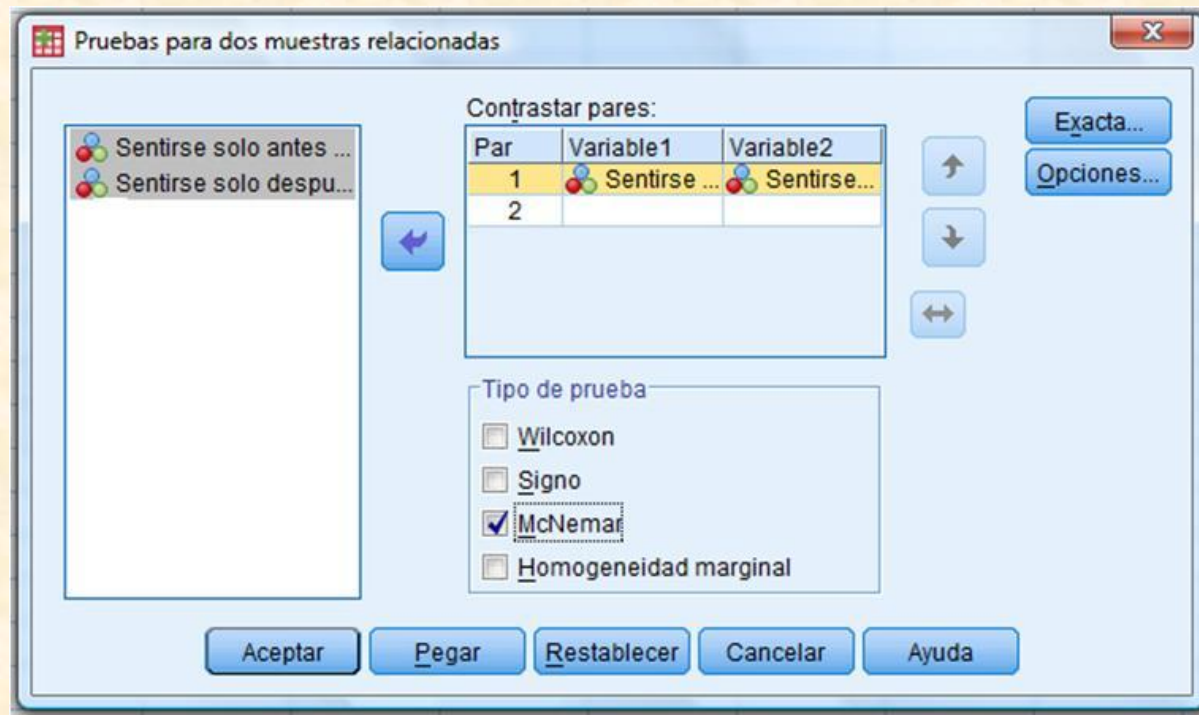 Pruebas para dos muestras relacionadas
Sentirse solo antes ...
Sentirse solo despu...
Contrastar pares:
Par Variable1 Variable2
1 Sentirse ... Sentirse...
2
Exacta...
Opciones...
Tipo de prueba
Wilcoxon
Signo
McNemar
Homogeneidad marginal
Aceptar Pegar Restablecer Cancelar Ayuda